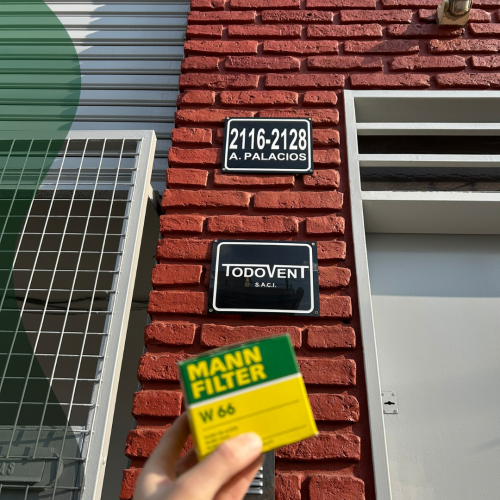 2116-2128
A. PALACIOS
TODOVENT
S.A.C.I.
MANN
FILTER
W 66